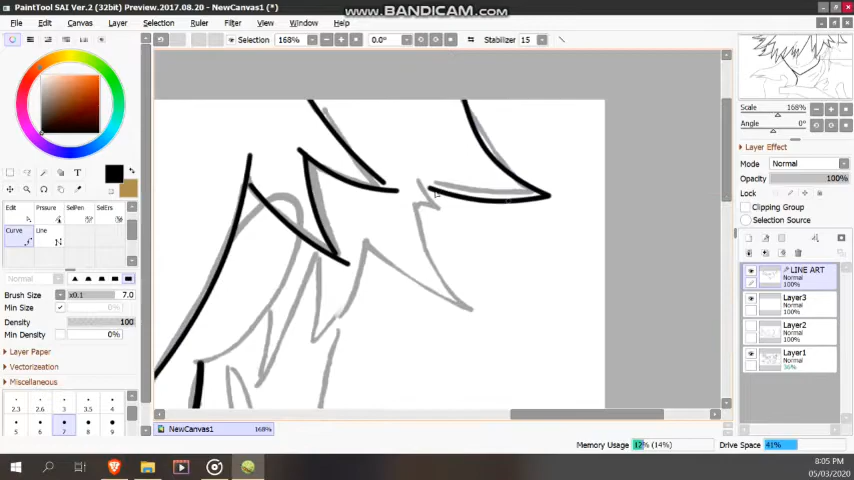 PaintTool SAI Ver.2 (32bit) Preview.2017.08.20 - NewCanvas1 (*)
www.BANDICAM.com
File Edit Canvas Layer Selection Ruler Filter View Window Help
Selection 168% 0.0° Stabilizer 15
Scale 168%
Angle 0°
Layer Effect
Mode Normal
Opacity 100%
Lock
Clipping Group
Selection Source
T
Edit Prssure SelPrs SelErs
Curve Line
Normal
Brush Size x0.1 7.0
Min Size 0%
Density 100
Min Density 0%
Layer Paper
Vectorization
Miscellaneous
2.3 2.6 3 3.5 4
5 6 7 8 9
LINE ART
Normal
100%
Layer3
Normal
100%
Layer2
Normal
100%
Layer1
Normal
36%
NewCanvas1 168%
Memory Usage 12% (14%) Drive Space 41%
8:05 PM
05/03/2020